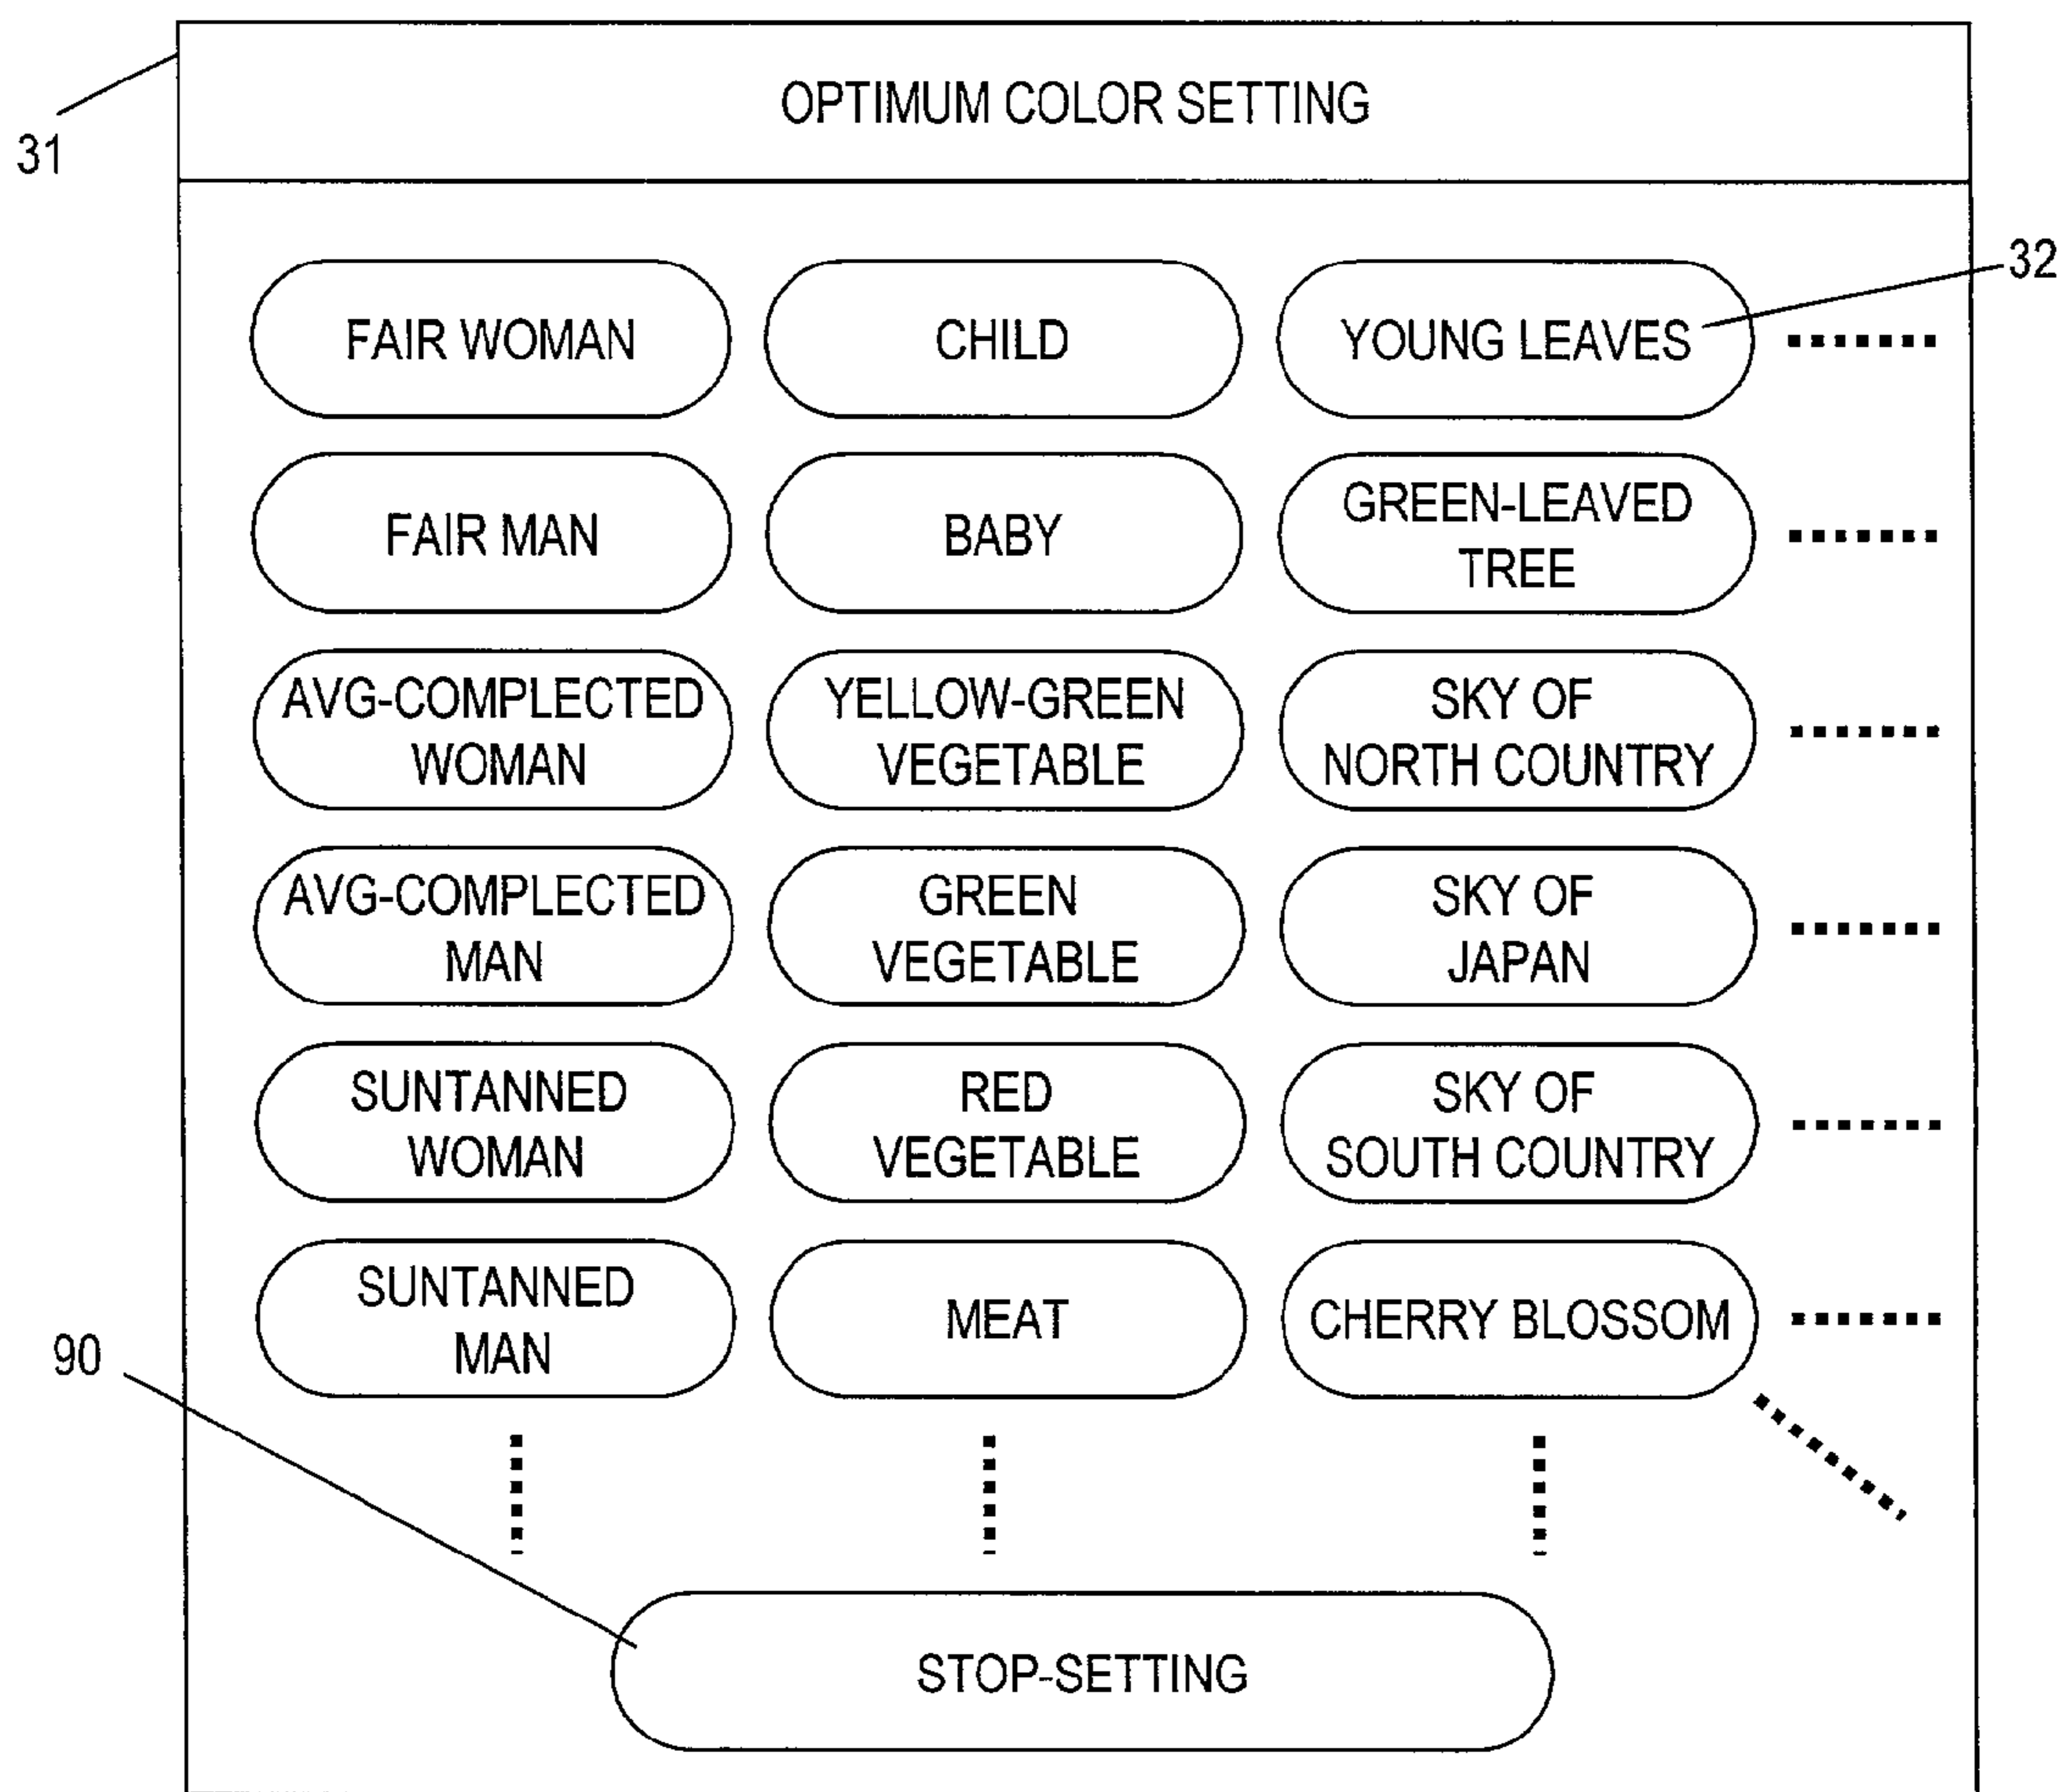 OPTIMUM COLOR SETTING
31
32
FAIR WOMAN
CHILD
YOUNG LEAVES
FAIR MAN
BABY
GREEN-LEAVED
TREE
AVG-COMPLECTED
WOMAN
YELLOW-GREEN
VEGETABLE
SKY OF
NORTH COUNTRY
AVG-COMPLECTED
MAN
GREEN
VEGETABLE
SKY OF
JAPAN
SUNTANNED
WOMAN
RED
VEGETABLE
SKY OF
SOUTH COUNTRY
SUNTANNED
MAN
MEAT
CHERRY BLOSSOM
90
STOP-SETTING